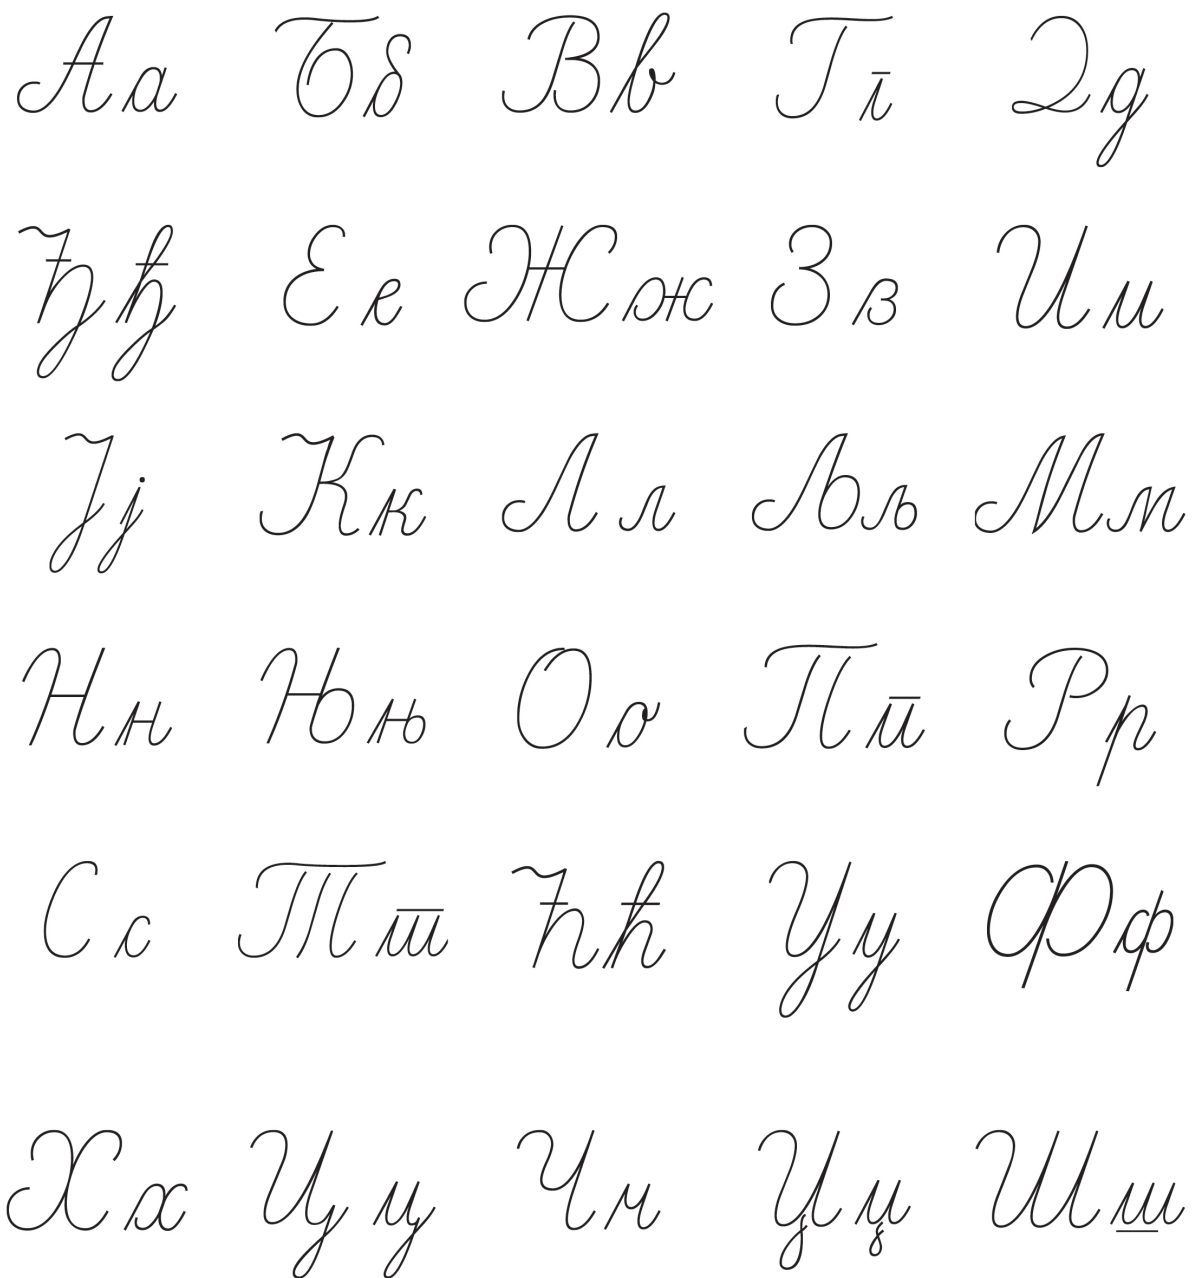 Аа Бб Вв Гг Дд
Ђђ Ее Жж Зз Ии
Јј Кк Лл Љљ Мм
Нн Њњ Оо Пп Рр
Сс Тт Ћћ Уу Фф
Хх Цц Чч Џџ Шш